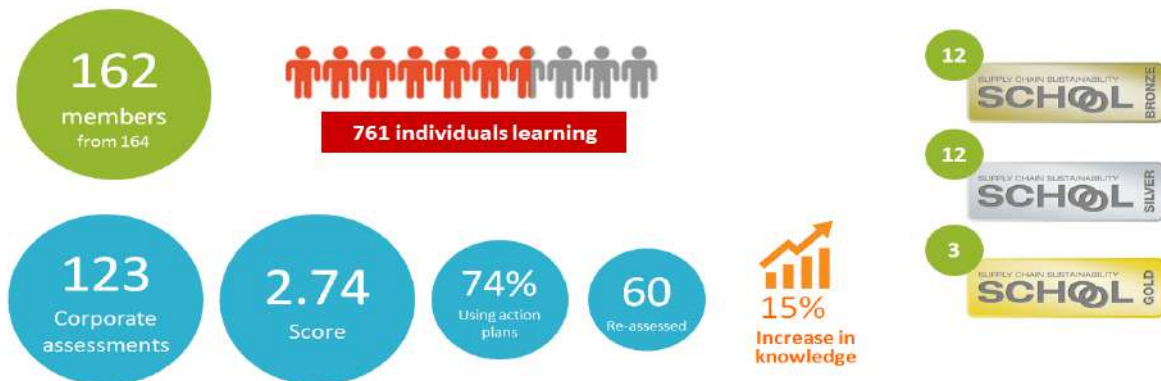 162
members
from 164
761 individuals learning
123
Corporate
assessments
2.74
Score
74%
Using action
plans
60
Re-assessed
15%
Increase in
knowledge
12
SUPPLY CHAIN SUSTAINABILITY
SCHOOL
BRONZE
12
SUPPLY CHAIN SUSTAINABILITY
SCHOOL
SILVER
3
SUPPLY CHAIN SUSTAINABILITY
SCHOOL
GOLD